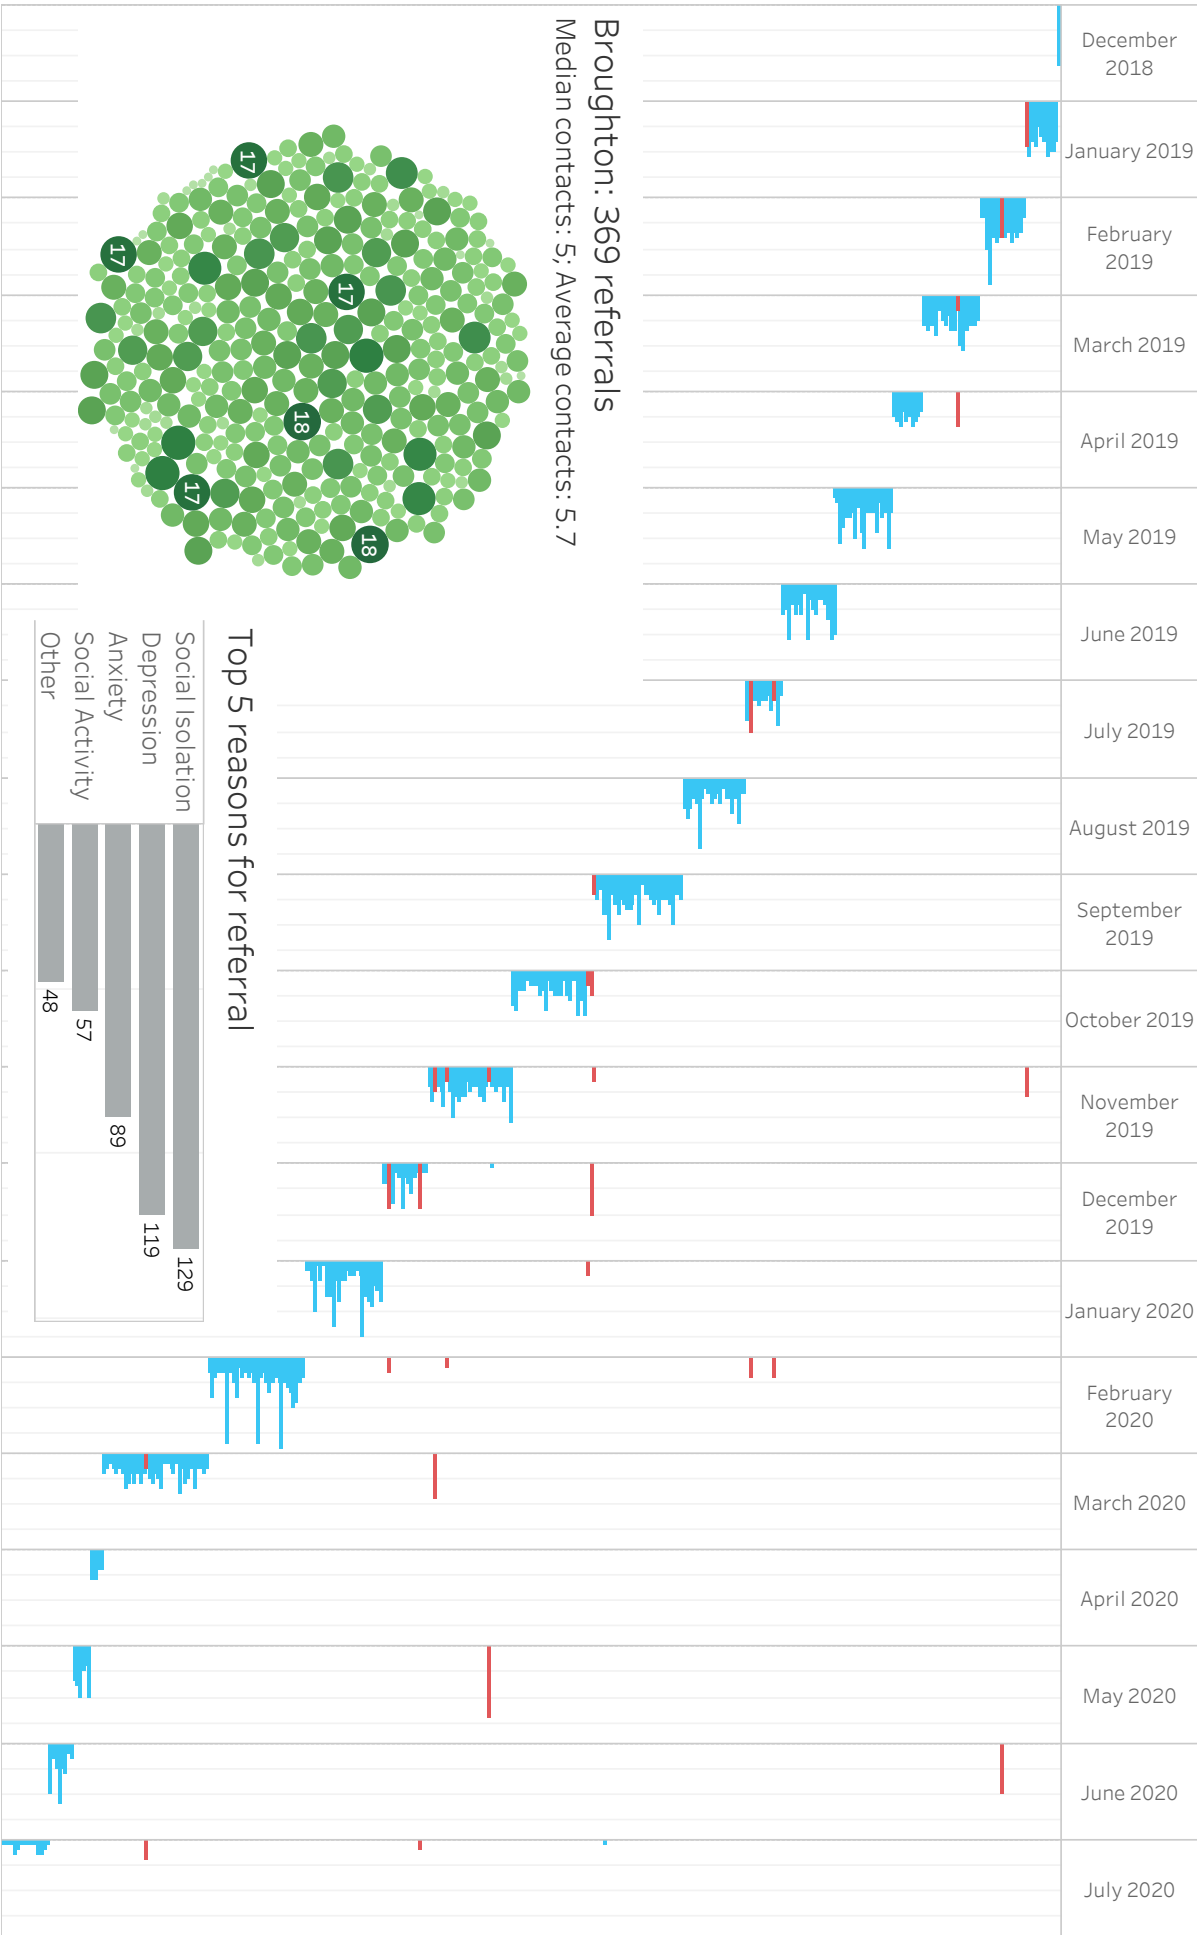 December
2018
January 2019
February
2019
March 2019
April 2019
May 2019
June 2019
July 2019
August 2019
September
2019
October 2019
November
2019
December
2019
January 2020
February
2020
March 2020
April 2020
May 2020
June 2020
July 2020
Broughton: 369 referrals
Median contacts: 5; Average contacts: 5.7
17
17
17
18
17
18
Top 5 reasons for referral
Social Isolation 129
Depression 119
Anxiety 89
Social Activity 57
Other 48